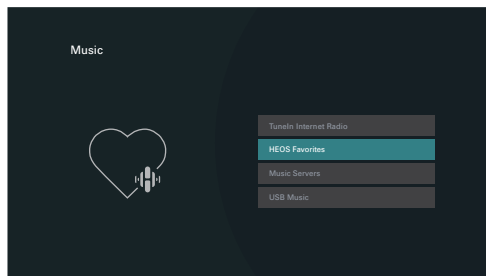 Music
TuneIn Internet Radio
HEOS Favorites
Music Servers
USB Music